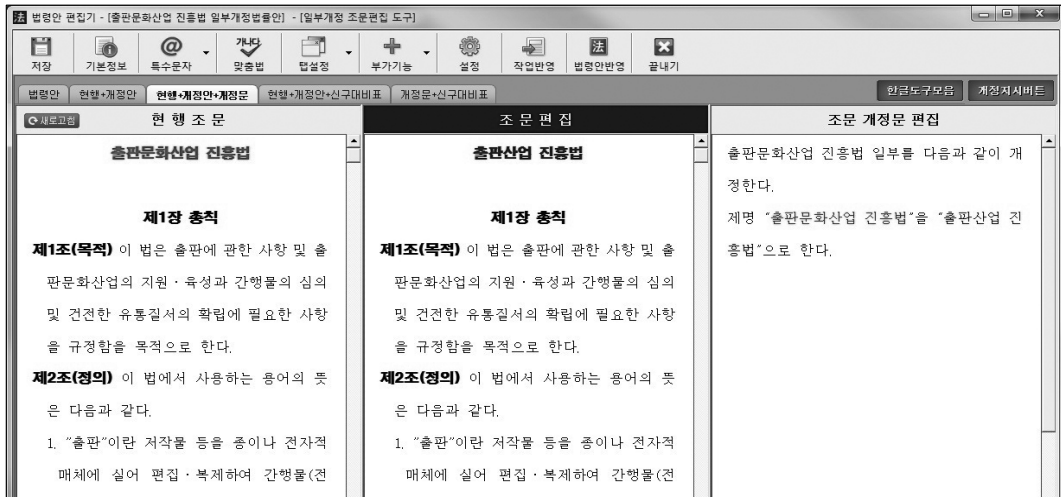 법령안 편집기 - [출판문화산업 진흥법 일부개정법률안] - [일부개정 조문편집 도구]
저장 기본정보 특수문자 맞춤법 탭설정 부가기능 설정 작업반영 법령안반영 끝내기
법령안 현행+개정안 현행+개정안+개정문 현행+개정안+신구대비표 개정문+신구대비표 한글도구모음 개정지시버튼
새로고침 현 행 조 문
출판문화산업 진흥법
제1장 총칙
제1조(목적) 이 법은 출판에 관한 사항 및 출
판문화산업의 지원ㆍ육성과 간행물의 심의
및 건전한 유통질서의 확립에 필요한 사항
을 규정함을 목적으로 한다.
제2조(정의) 이 법에서 사용하는 용어의 뜻
은 다음과 같다.
1. "출판"이란 저작물 등을 종이나 전자적
매체에 실어 편집ㆍ복제하여 간행물(전
조 문 편 집
출판산업 진흥법
제1장 총칙
제1조(목적) 이 법은 출판에 관한 사항 및 출
판문화산업의 지원ㆍ육성과 간행물의 심의
및 건전한 유통질서의 확립에 필요한 사항
을 규정함을 목적으로 한다.
제2조(정의) 이 법에서 사용하는 용어의 뜻
은 다음과 같다.
1. "출판"이란 저작물 등을 종이나 전자적
매체에 실어 편집ㆍ복제하여 간행물(전
조문 개정문 편집
출판문화산업 진흥법 일부를 다음과 같이 개
정한다.
제명 "출판문화산업 진흥법"을 "출판산업 진
흥법"으로 한다.